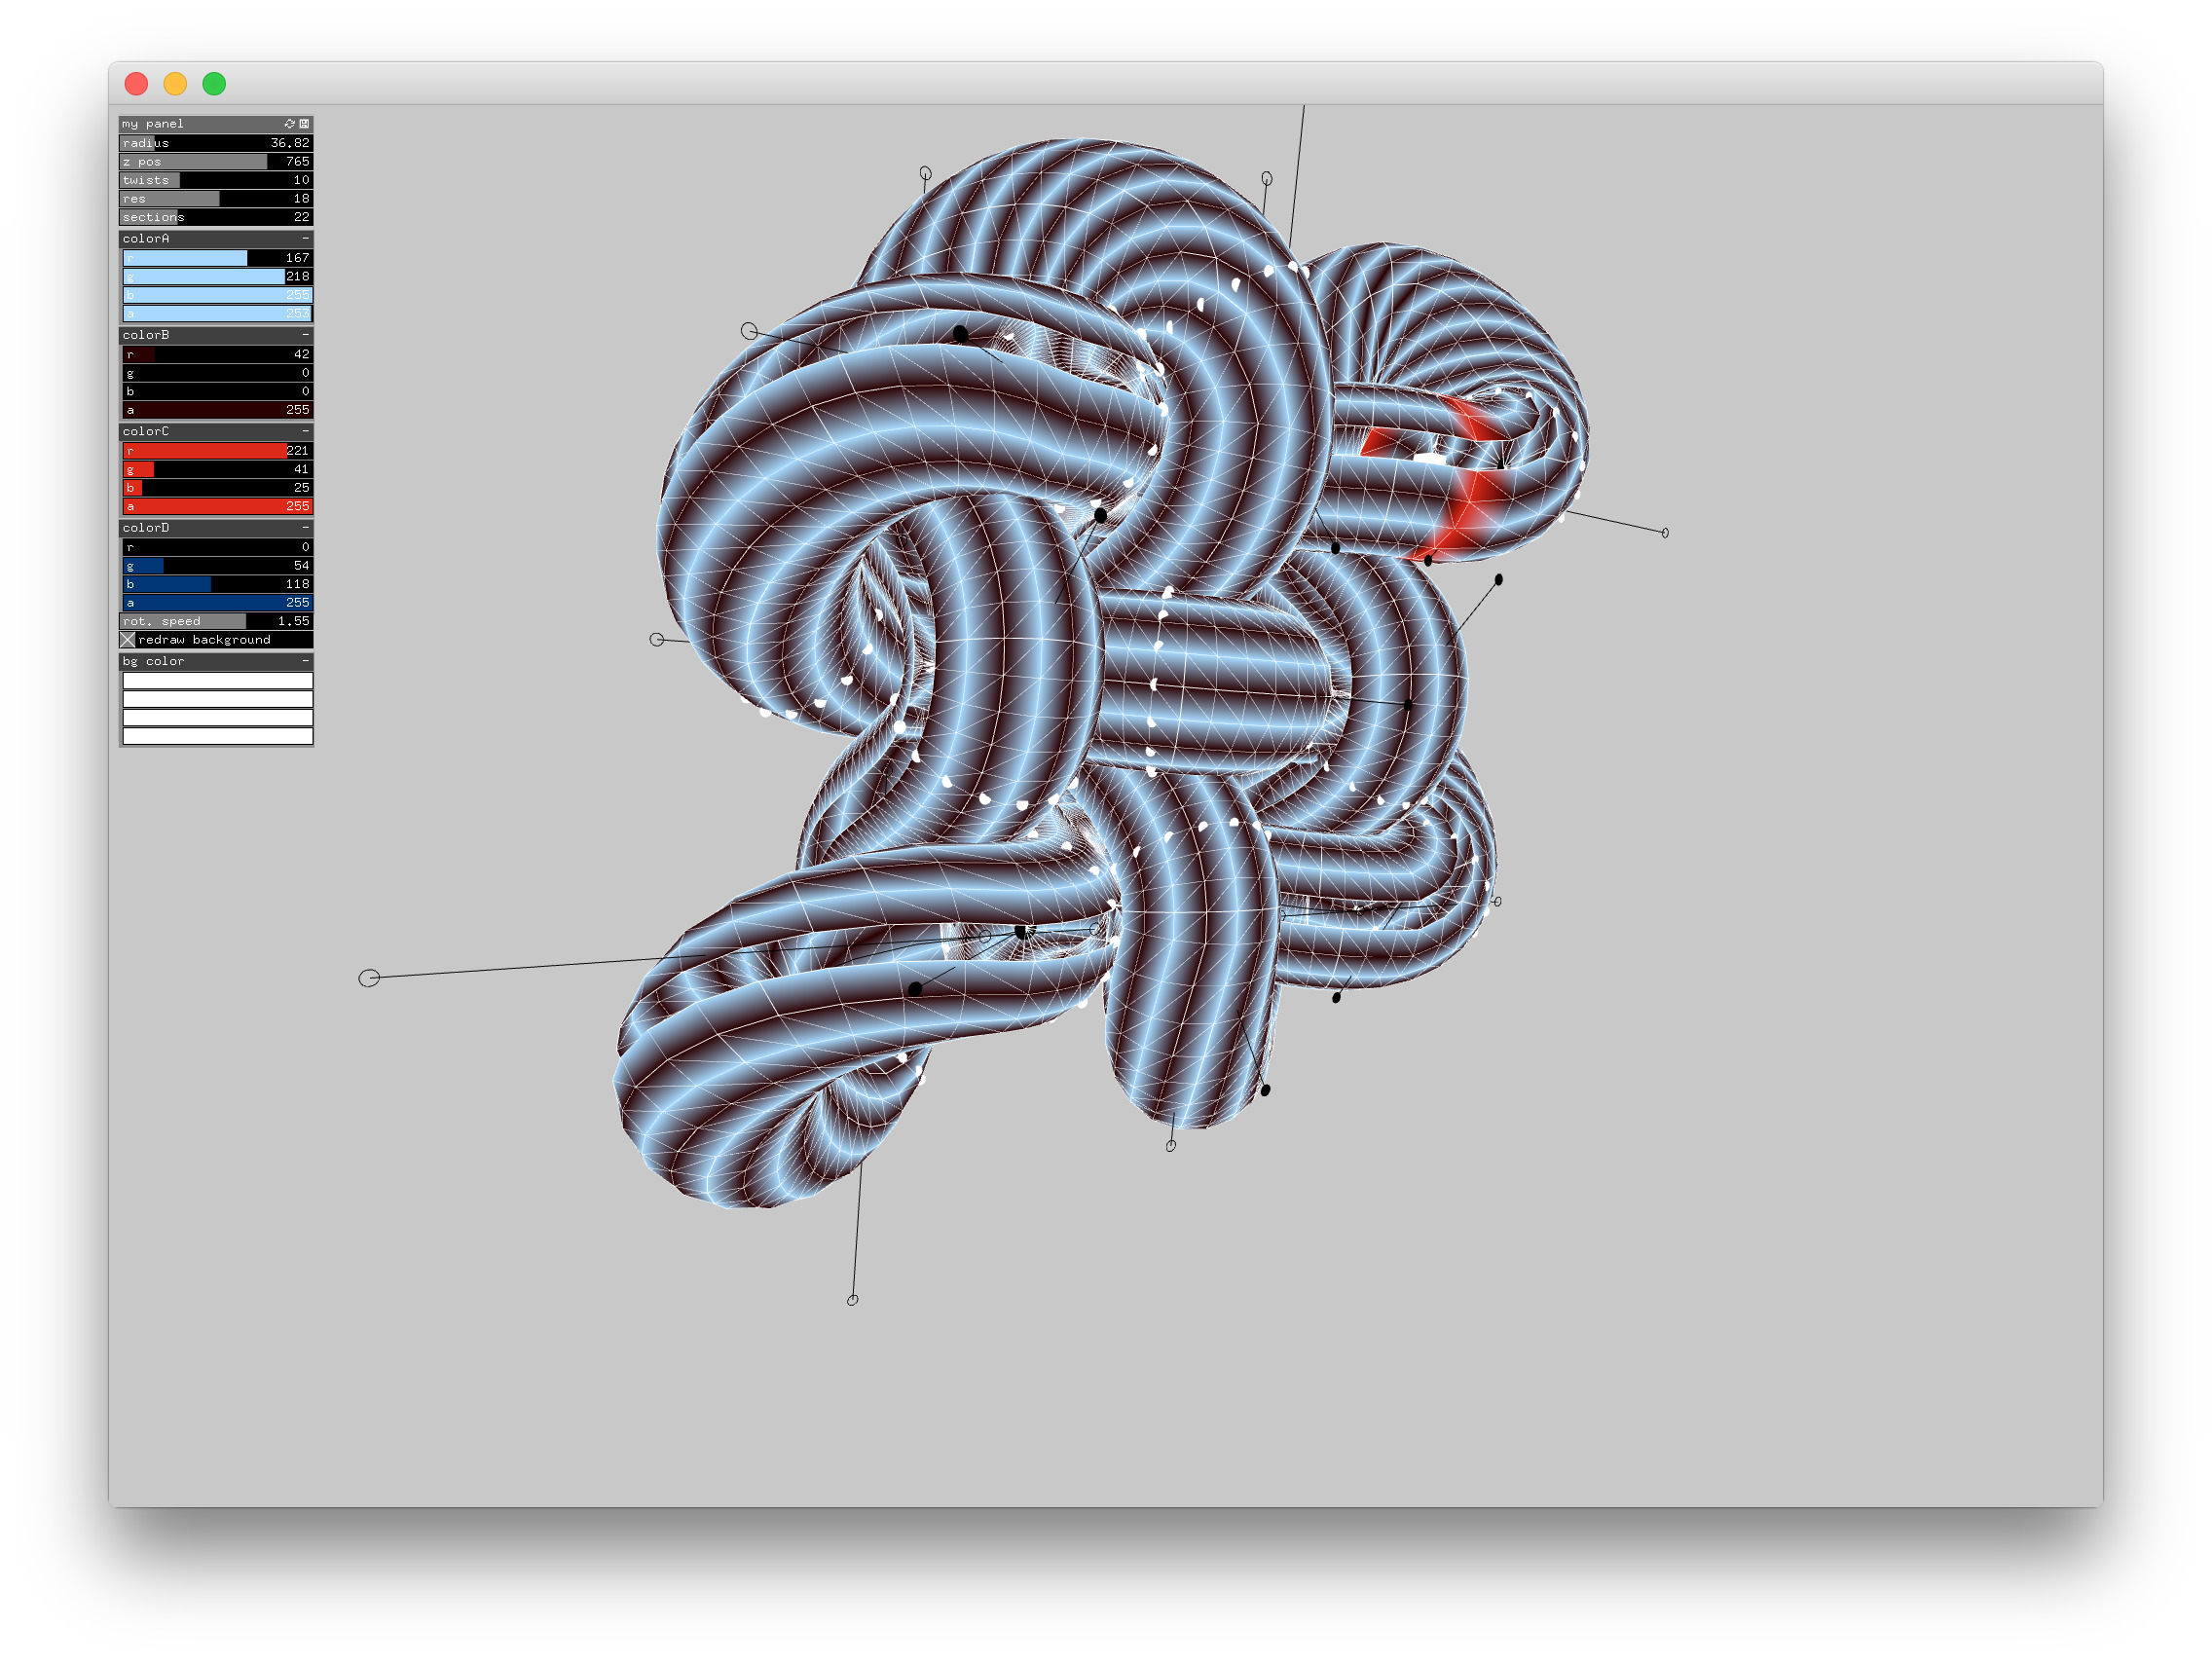 my panel
radius 36.82
z pos 765
twists 10
res 18
sections 22
colorA -
r 167
g 218
b 255
a 253
colorB -
r 42
g 0
b 0
a 255
colorC -
r 221
g 41
b 25
a 255
colorD -
r 0
g 54
b 118
a 255
rot. speed 1.55
redraw background
bg color -